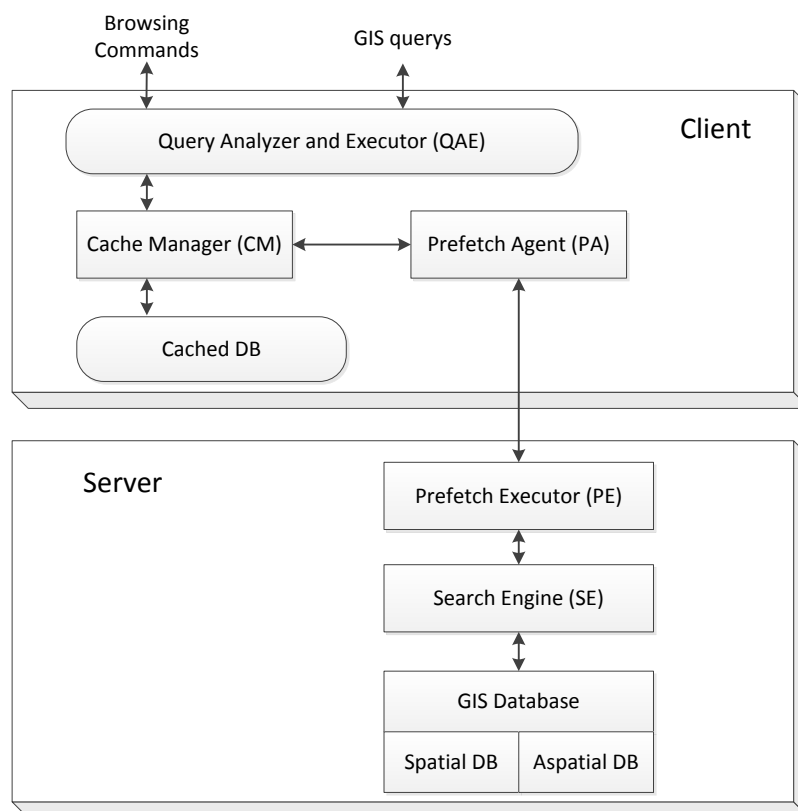 Browsing
Commands
GIS querys
Client
Query Analyzer and Executor (QAE)
Cache Manager (CM)
Prefetch Agent (PA)
Cached DB
Server
Prefetch Executor (PE)
Search Engine (SE)
GIS Database
Spatial DB
Aspatial DB